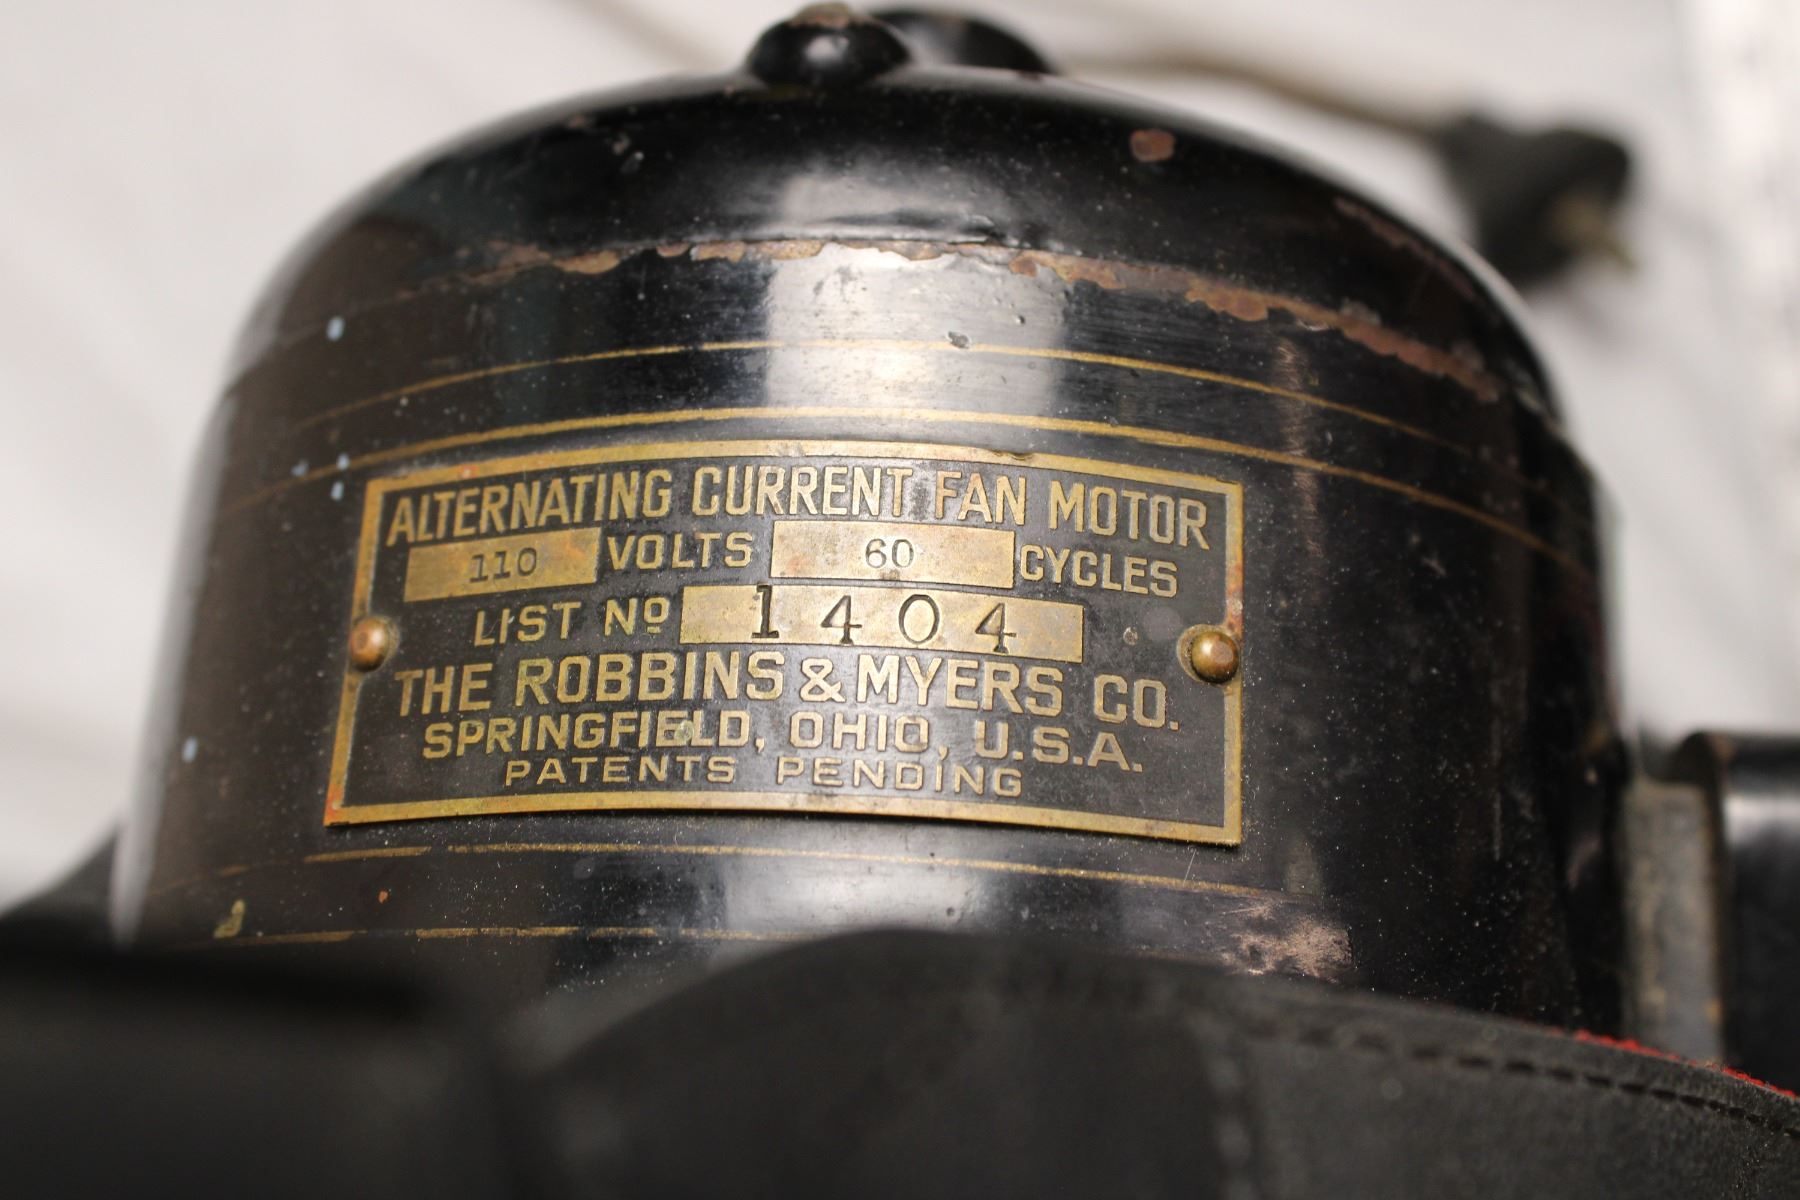 ALTERNATING CURRENT FAN MOTOR
110 VOLTS 60 CYCLES
LIST Nº 1404
THE ROBBINS & MYERS CO.
SPRINGFIELD, OHIO, U.S.A.
PATENTS PENDING